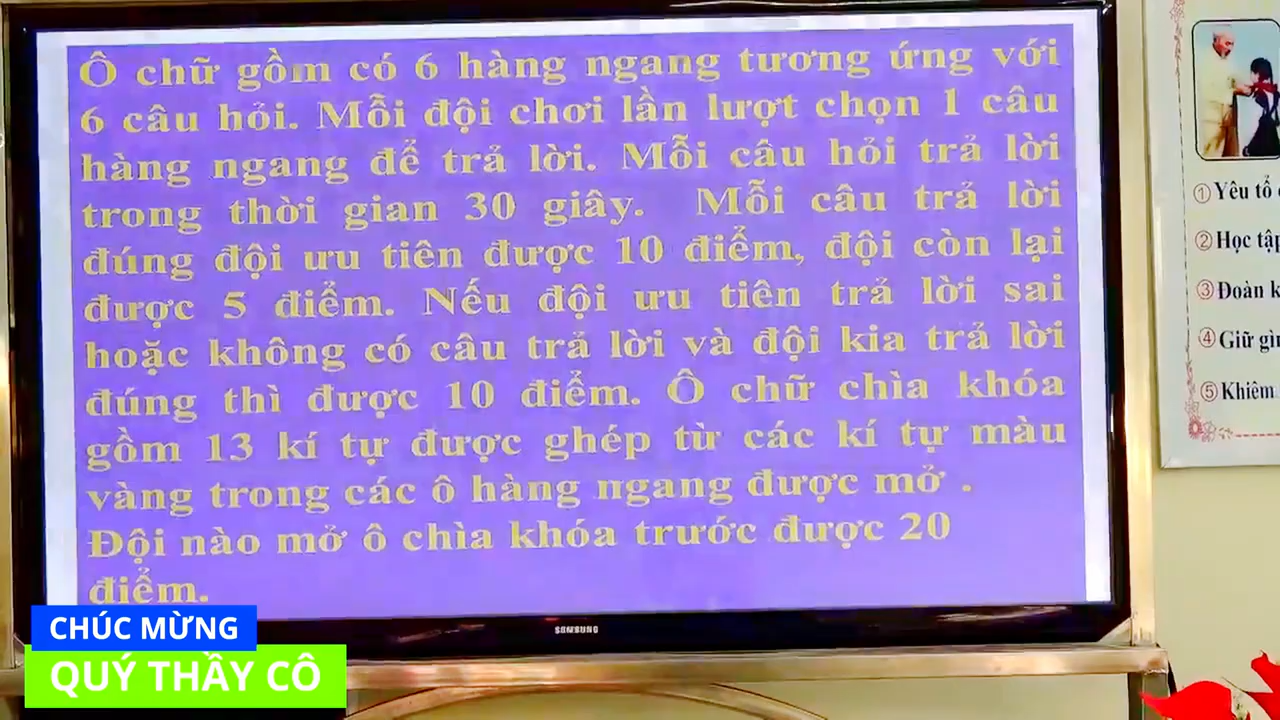 Ô chữ gồm có 6 hàng ngang tương ứng với
6 câu hỏi. Mỗi đội chơi lần lượt chọn 1 câu
hàng ngang để trả lời. Mỗi câu hỏi trả lời
trong thời gian 30 giây. Mỗi câu trả lời
đúng đội ưu tiên được 10 điểm, đội còn lại
được 5 điểm. Nếu đội ưu tiên trả lời sai
hoặc không có câu trả lời và đội kia trả lời
đúng thì được 10 điểm. Ô chữ chìa khóa
gồm 13 kí tự được ghép từ các kí tự màu
vàng trong các ô hàng ngang được mở .
Đội nào mở ô chìa khóa trước được 20
điểm.
SAMSUNG
CHÚC MỪNG
QUÝ THẦY CÔ
① Yêu tổ
② Học tập
③ Đoàn k
④ Giữ gì
⑤ Khiêm